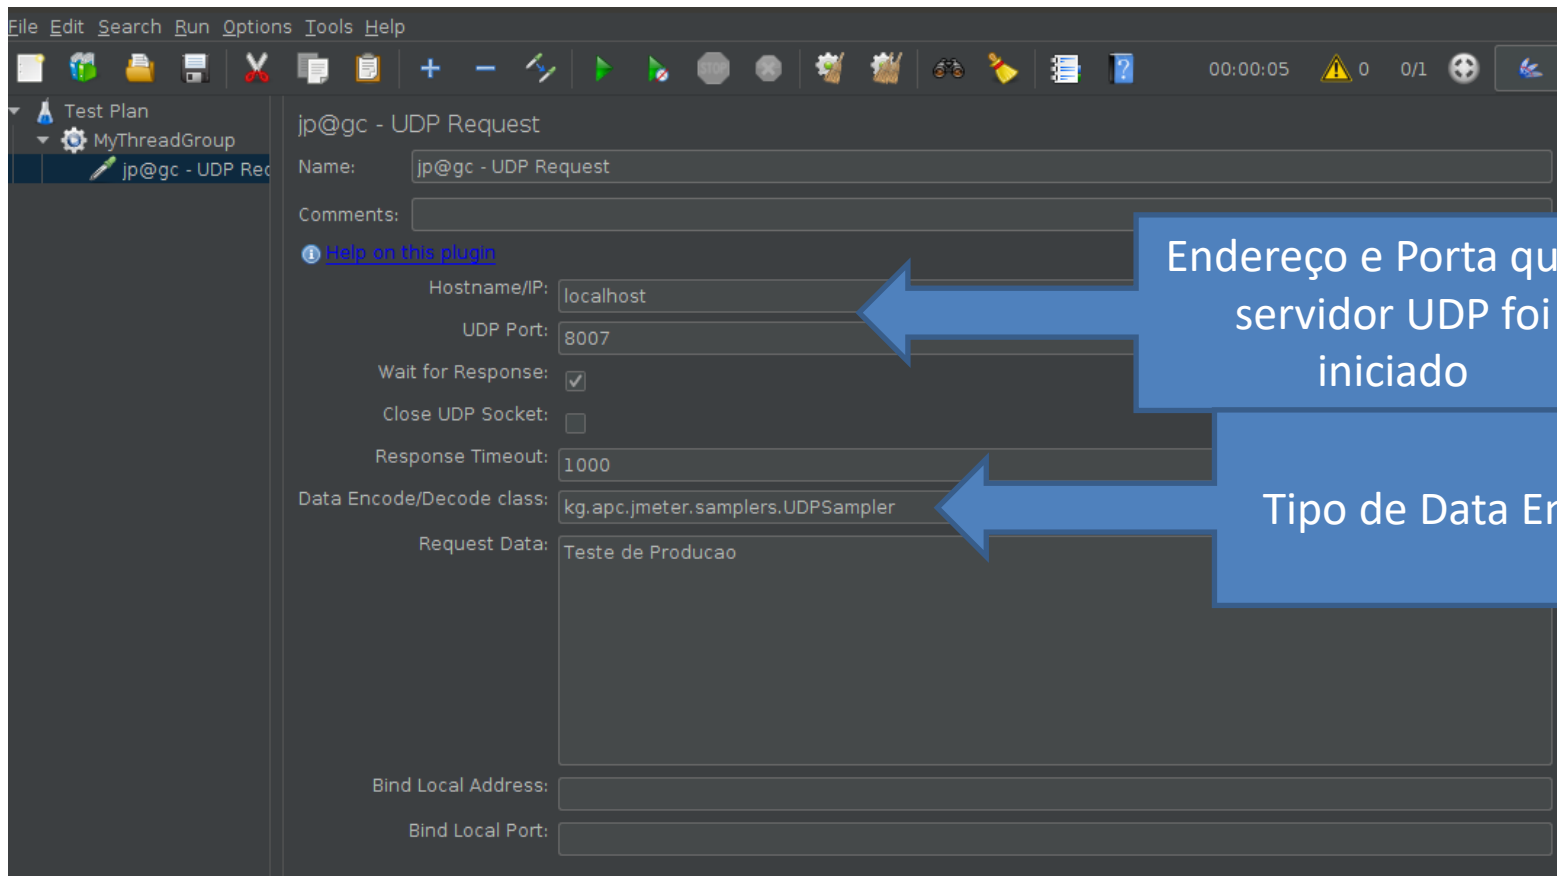 File Edit Search Run Options Tools Help
STOP
00:00:05 0 0/1
Test Plan
MyThreadGroup
jp@gc - UDP Rec
jp@gc - UDP Request
Name: jp@gc - UDP Request
Comments:
Help on this plugin
Hostname/IP: localhost
UDP Port: 8007
Wait for Response:
Close UDP Socket:
Response Timeout: 1000
Data Encode/Decode class: kg.apc.jmeter.samplers.UDPSampler
Request Data: Teste de Producao
Bind Local Address:
Bind Local Port:
Endereço e Porta qu
servidor UDP foi
iniciado
Tipo de Data